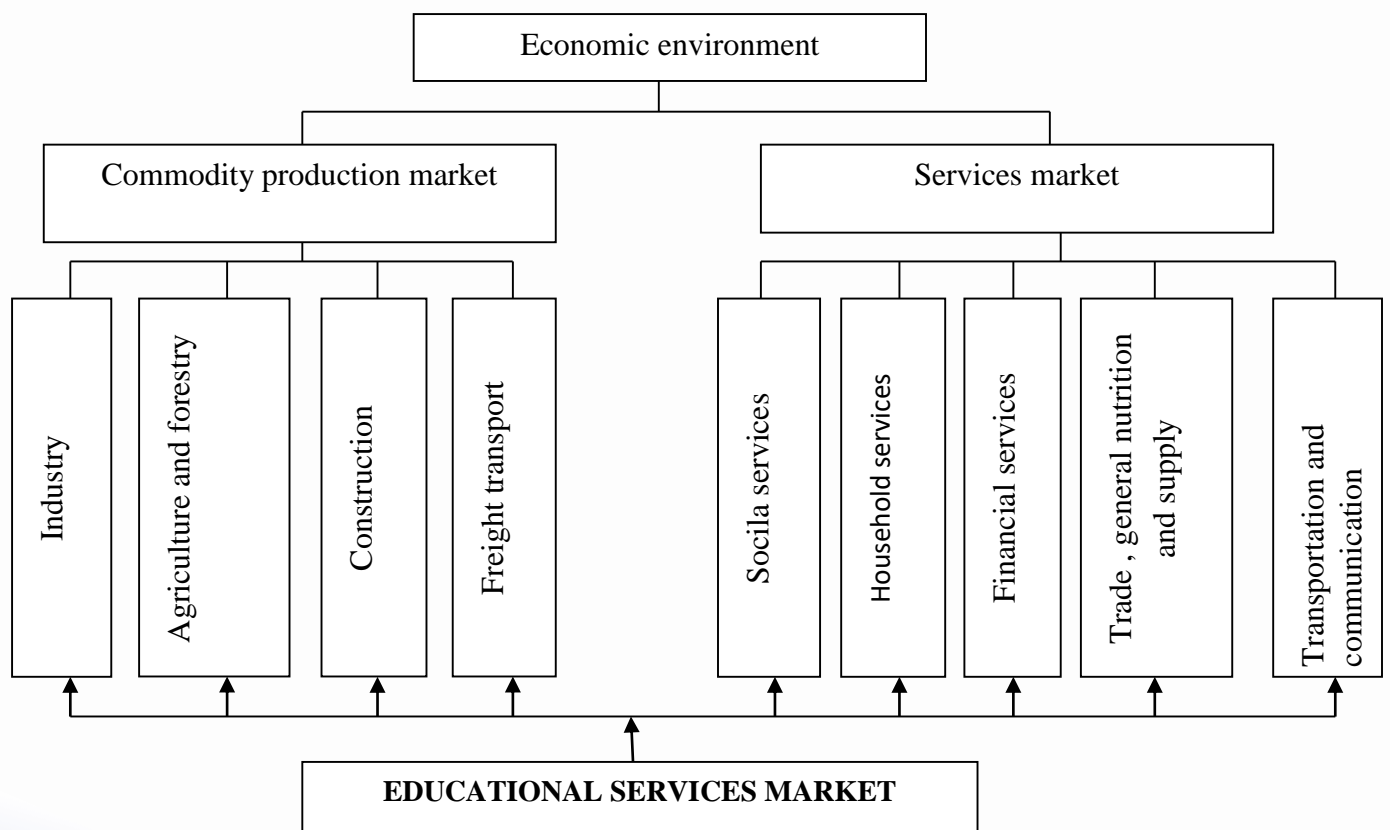 Economic environment
Commodity production market
Services market
Industry
Agriculture and forestry
Construction
Freight transport
Socila services
Household services
Financial services
Trade , general nutrition
and supply
Transportation and
communication
EDUCATIONAL SERVICES MARKET